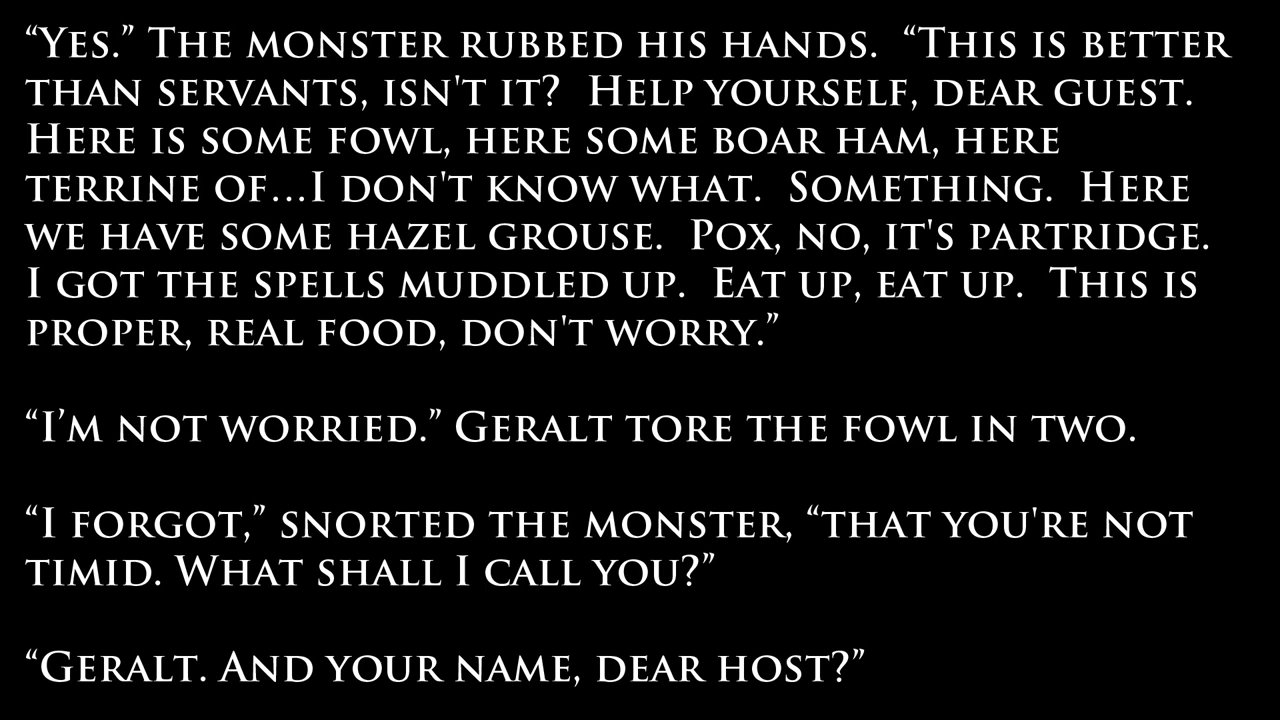 “Yes.” The monster rubbed his hands.  “This is better
than servants, isn't it?  Help yourself, dear guest.
Here is some fowl, here some boar ham, here
terrine of…I don't know what.  Something.  Here
we have some hazel grouse.  Pox, no, it's partridge.
I got the spells muddled up.  Eat up, eat up.  This is
proper, real food, don't worry.”

“I’m not worried.” Geralt tore the fowl in two.

“I forgot,” snorted the monster, “that you're not
timid. What shall I call you?”

“Geralt. And your name, dear host?”